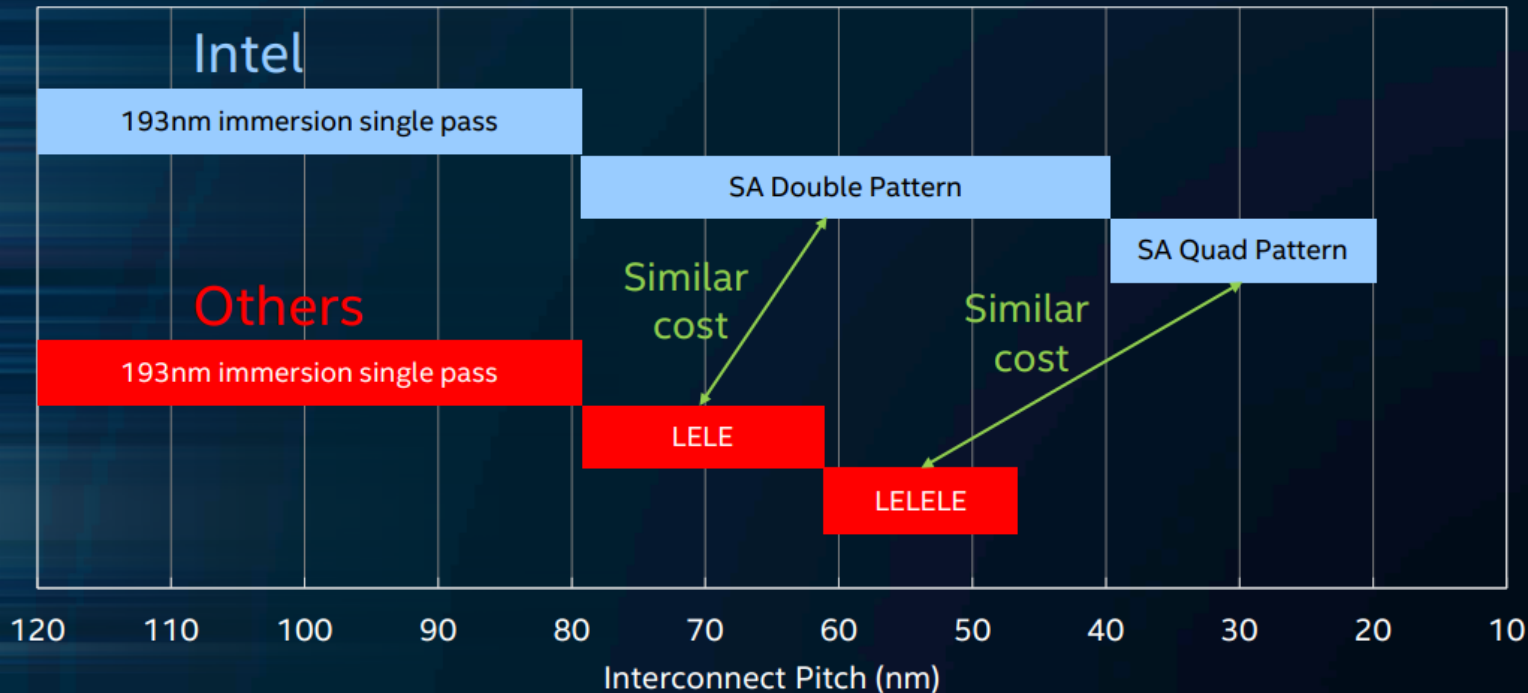 Intel
193nm immersion single pass
SA Double Pattern
SA Quad Pattern
Similar
cost
Similar
cost
Others
193nm immersion single pass
LELE
LELELE
120 110 100 90 80 70 60 50 40 30 20 10
Interconnect Pitch (nm)